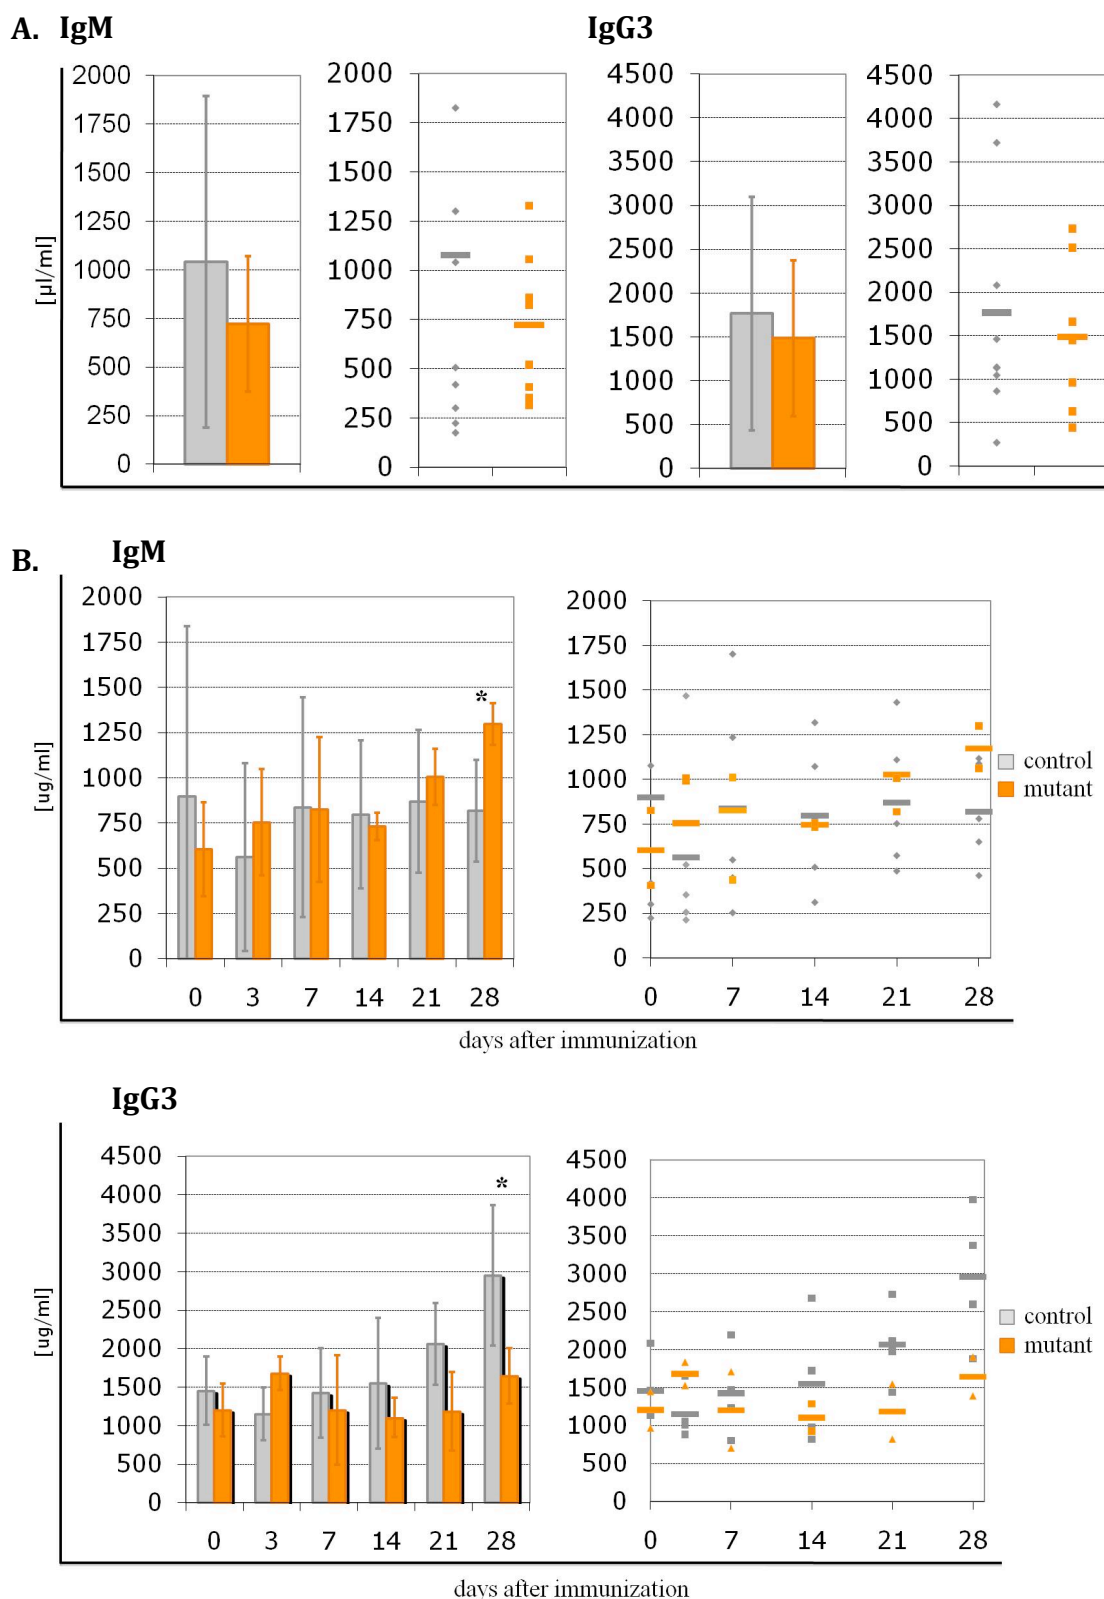 A. IgM IgG3
2000 2000 4500 4500
1750 1750 4000 4000
1500 1500 3500 3500
1250 1250 3000 3000
1000 1000 2500 2500
750 750 2000 2000
500 500 1500 1500
250 250 1000 1000
0 0 500 500
0 0
[µl/ml]
B. IgM
2000 2000
1750 1750
1500 1500
1250 1250
1000 1000
750 750
500 500
250 250
0 0
[ug/ml]
*
control
mutant
0 3 7 14 21 28 0 7 14 21 28
days after immunization
IgG3
4500 4500
4000 4000
3500 3500
3000 3000
2500 2500
2000 2000
1500 1500
1000 1000
500 500
0 0
[ug/ml]
*
control
mutant
0 3 7 14 21 28 0 7 14 21 28
days after immunization